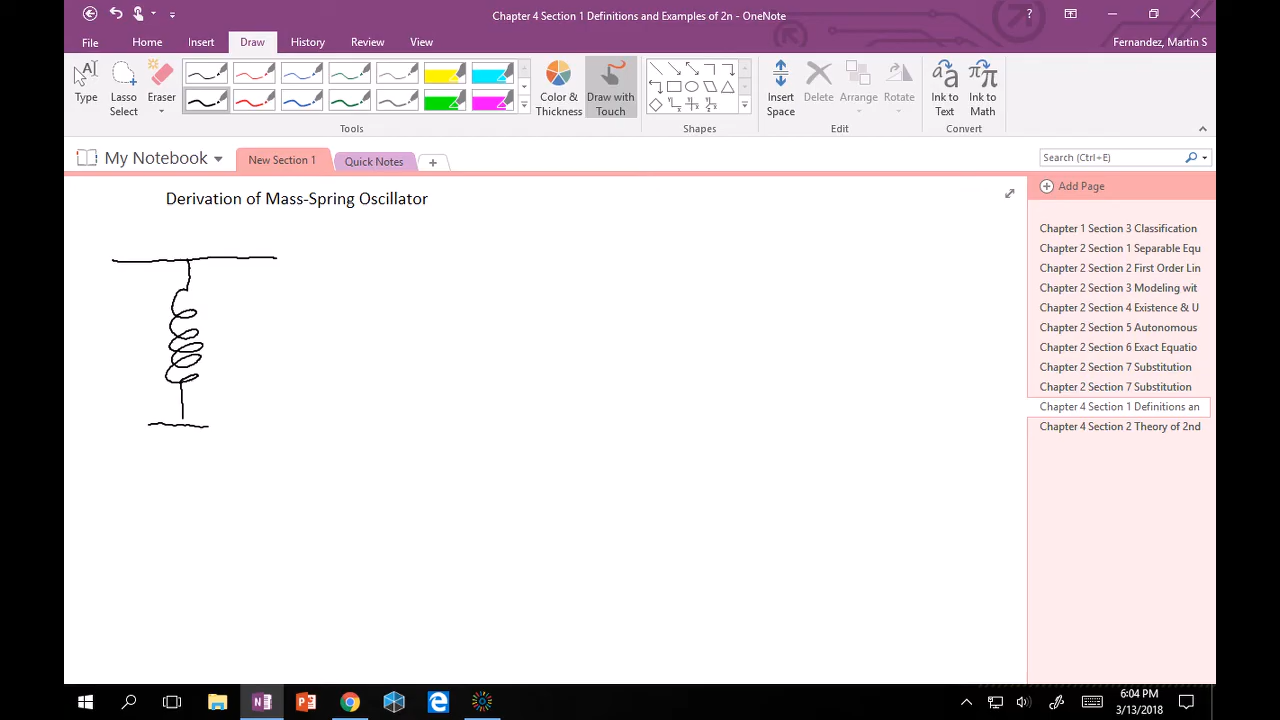 Chapter 4 Section 1 Definitions and Examples of 2n - OneNote
?
File Home Insert Draw History Review View
Fernandez, Martin S
Type
Lasso Select
Eraser
Color & Thickness
Draw with Touch
Insert Space
Delete
Arrange
Rotate
Ink to Text
Ink to Math
Tools
Shapes
Edit
Convert
My Notebook
New Section 1
Quick Notes
Search (Ctrl+E)
Add Page
Derivation of Mass-Spring Oscillator
Chapter 1 Section 3 Classification
Chapter 2 Section 1 Separable Equ
Chapter 2 Section 2 First Order Lin
Chapter 2 Section 3 Modeling wit
Chapter 2 Section 4 Existence & U
Chapter 2 Section 5 Autonomous
Chapter 2 Section 6 Exact Equatio
Chapter 2 Section 7 Substitution
Chapter 2 Section 7 Substitution
Chapter 4 Section 1 Definitions an
Chapter 4 Section 2 Theory of 2nd
6:04 PM
3/13/2018